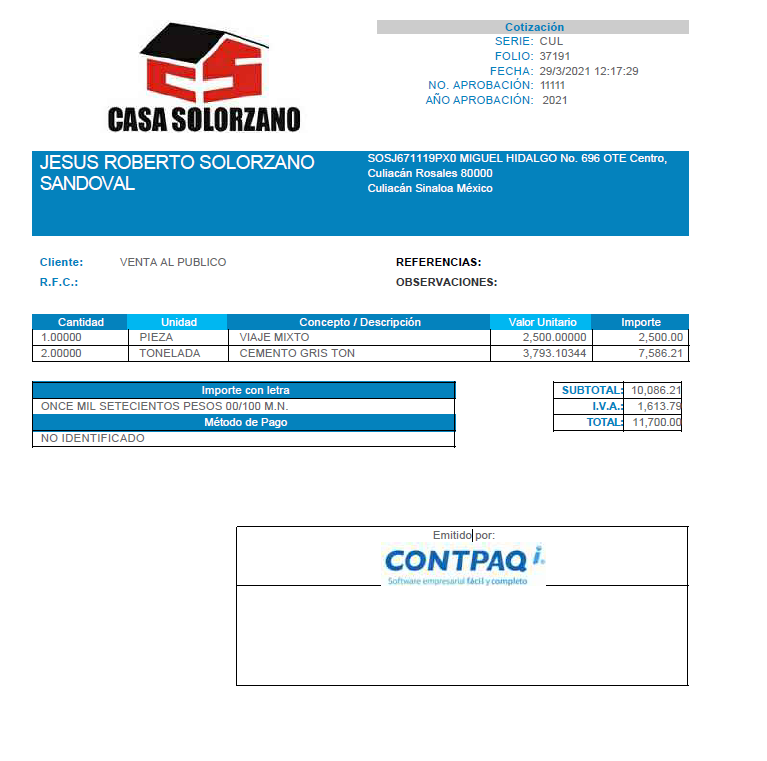 CS
CASA SOLORZANO
Cotización
SERIE: CUL
FOLIO: 37191
FECHA: 29/3/2021 12:17:29
NO. APROBACIÓN: 11111
AÑO APROBACIÓN: 2021
JESUS ROBERTO SOLORZANO
SANDOVAL
SOSJ671119PX0 MIGUEL HIDALGO No. 696 OTE Centro,
Culiacán Rosales 80000
Culiacán Sinaloa México
Cliente: VENTA AL PUBLICO
R.F.C.:
REFERENCIAS:
OBSERVACIONES:
Cantidad Unidad Concepto / Descripción Valor Unitario Importe
1.00000 PIEZA VIAJE MIXTO 2,500.00000 2,500.00
2.00000 TONELADA CEMENTO GRIS TON 3,793.10344 7,586.21
Importe con letra
ONCE MIL SETECIENTOS PESOS 00/100 M.N.
Método de Pago
NO IDENTIFICADO
SUBTOTAL: 10,086.21
I.V.A.: 1,613.79
TOTAL: 11,700.00
Emitido por:
CONTPAQ i.
Software empresarial fácil y completo